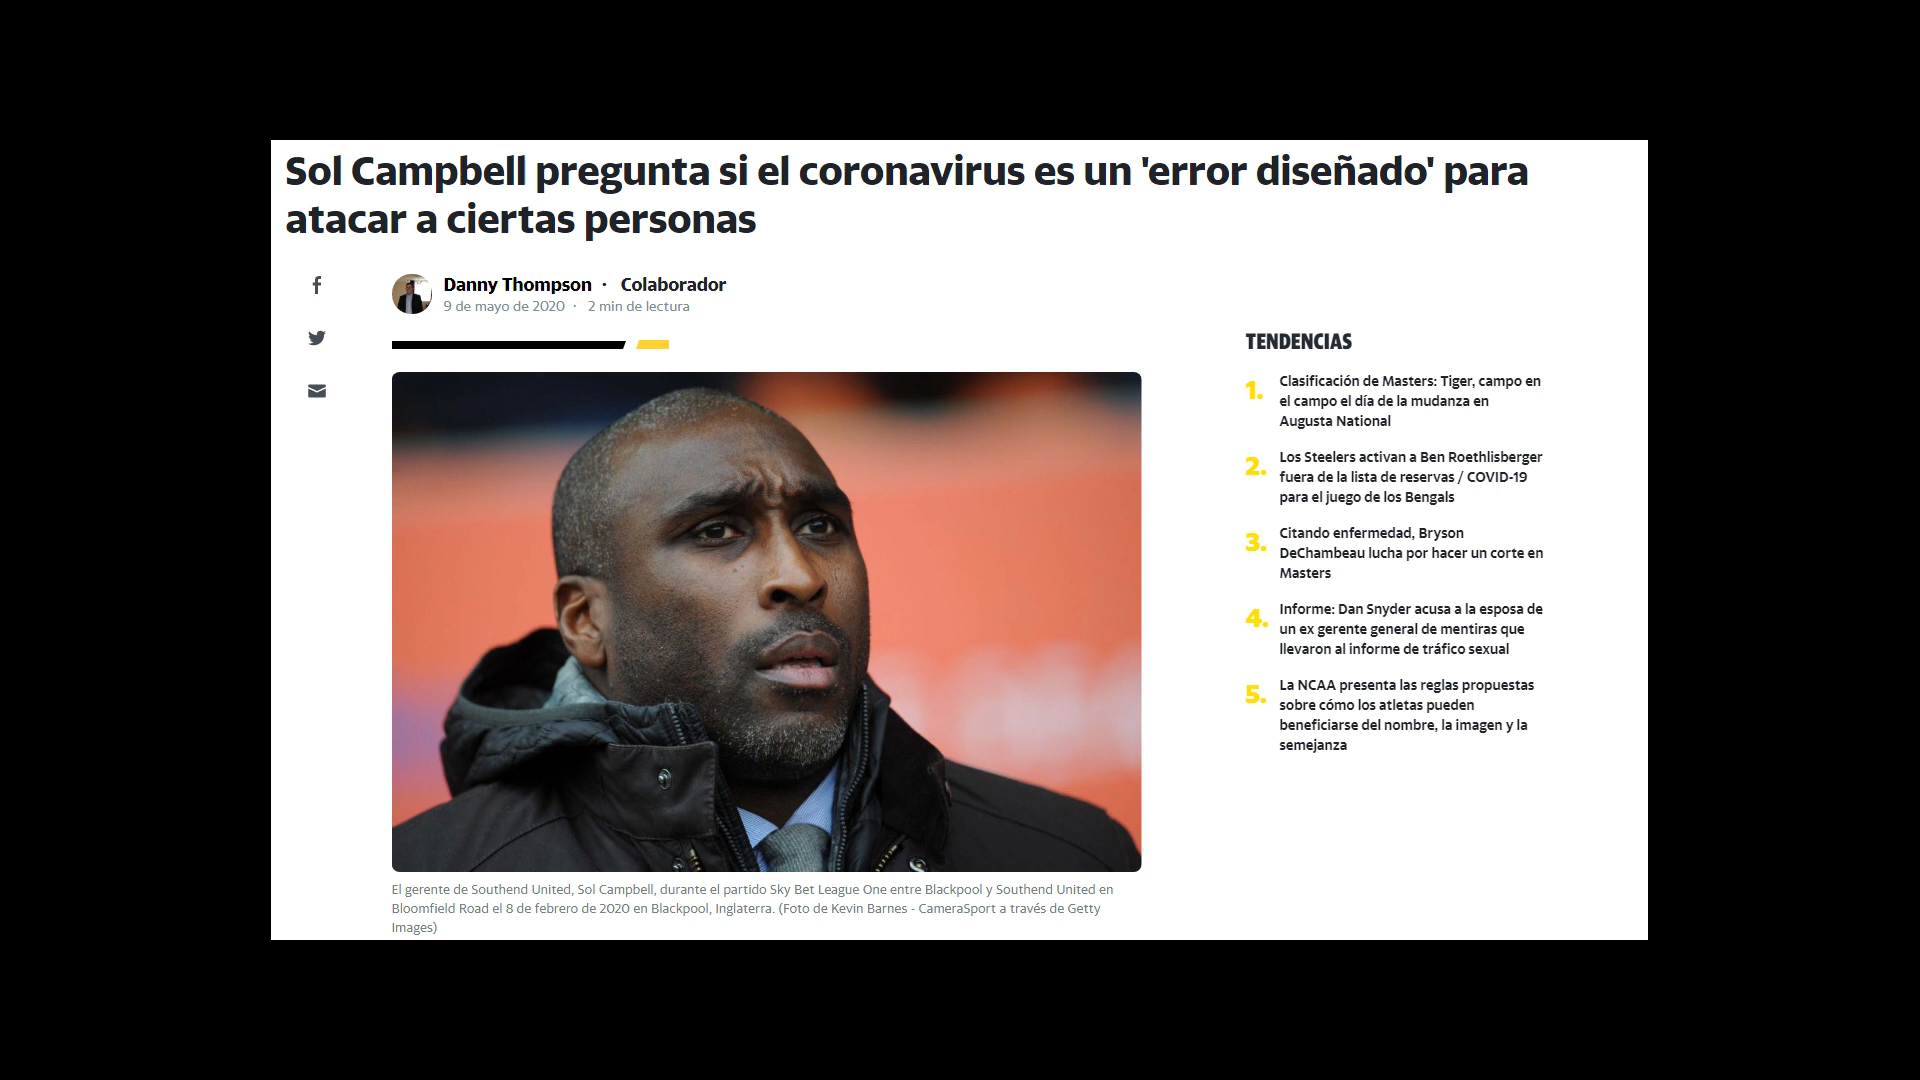 Sol Campbell pregunta si el coronavirus es un 'error diseñado' para
atacar a ciertas personas
Danny Thompson · Colaborador
9 de mayo de 2020 · 2 min de lectura
TENDENCIAS
1. Clasificación de Masters: Tiger, campo en
el campo el día de la mudanza en
Augusta National
2. Los Steelers activan a Ben Roethlisberger
fuera de la lista de reservas / COVID-19
para el juego de los Bengals
3. Citando enfermedad, Bryson
DeChambeau lucha por hacer un corte en
Masters
4. Informe: Dan Snyder acusa a la esposa de
un ex gerente general de mentiras que
llevaron al informe de tráfico sexual
5. La NCAA presenta las reglas propuestas
sobre cómo los atletas pueden
beneficiarse del nombre, la imagen y la
semejanza
El gerente de Southend United, Sol Campbell, durante el partido Sky Bet League One entre Blackpool y Southend United en
Bloomfield Road el 8 de febrero de 2020 en Blackpool, Inglaterra. (Foto de Kevin Barnes - CameraSport a través de Getty
Images)